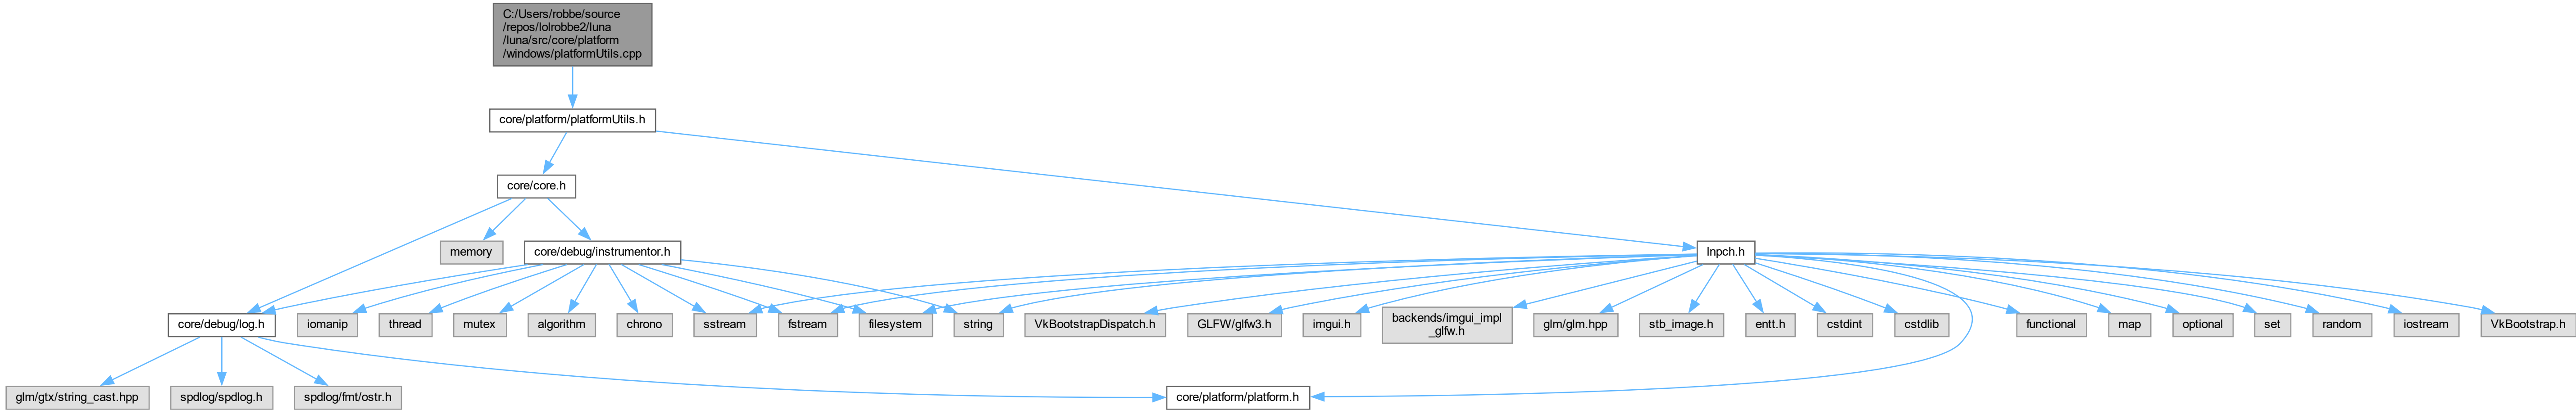 C:/Users/robbe/source
/repos/lolrobbe2/luna
/luna/src/core/platform
/windows/platformUtils.cpp
core/platform/platformUtils.h
core/core.h
memory
core/debug/instrumentor.h
lnpch.h
core/debug/log.h
iomanip
thread
mutex
algorithm
chrono
sstream
fstream
filesystem
string
VkBootstrapDispatch.h
GLFW/glfw3.h
imgui.h
backends/imgui_impl
_glfw.h
glm/glm.hpp
stb_image.h
entt.h
cstdint
cstdlib
functional
map
optional
set
random
iostream
VkBootstrap.h
glm/gtx/string_cast.hpp
spdlog/spdlog.h
spdlog/fmt/ostr.h
core/platform/platform.h